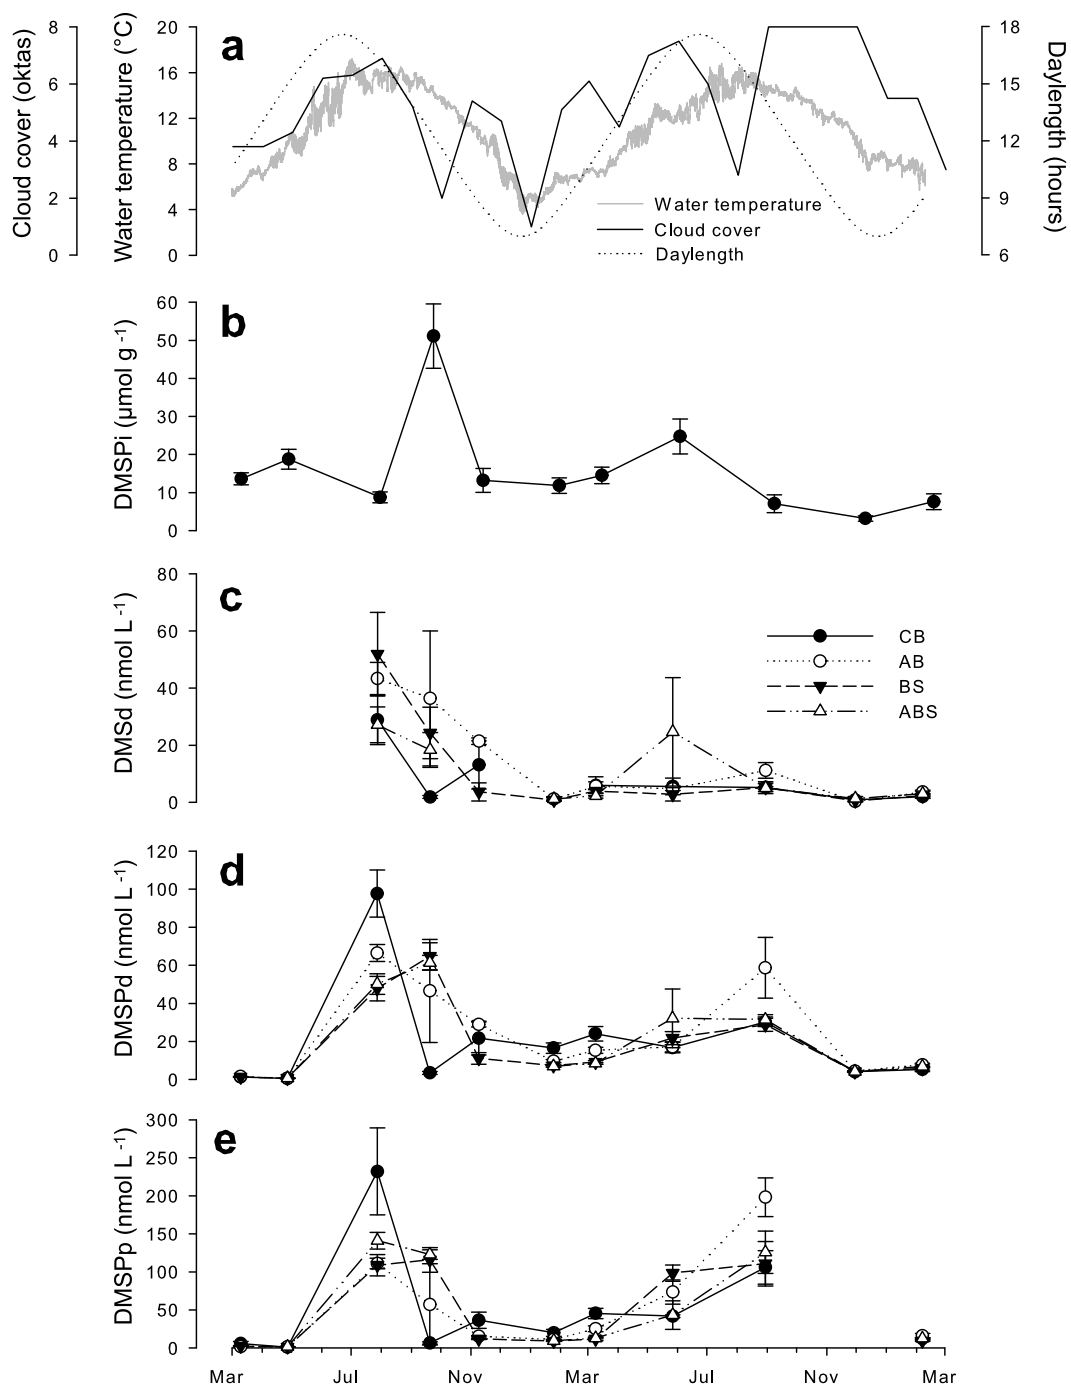 a
Cloud cover (oktas)
8
6
4
2
0
Water temperature (°C)
20
16
12
8
4
0
Daylength (hours)
18
15
12
9
6
Water temperature
Cloud cover
Daylength
b
DMSPi (µmol g -1)
60
50
40
30
20
10
0
c
DMSd (nmol L -1)
80
60
40
20
0
CB
AB
BS
ABS
d
DMSPd (nmol L -1)
120
100
80
60
40
20
0
e
DMSPp (nmol L -1)
300
250
200
150
100
50
0
Mar Jul Nov Mar Jul Nov Mar